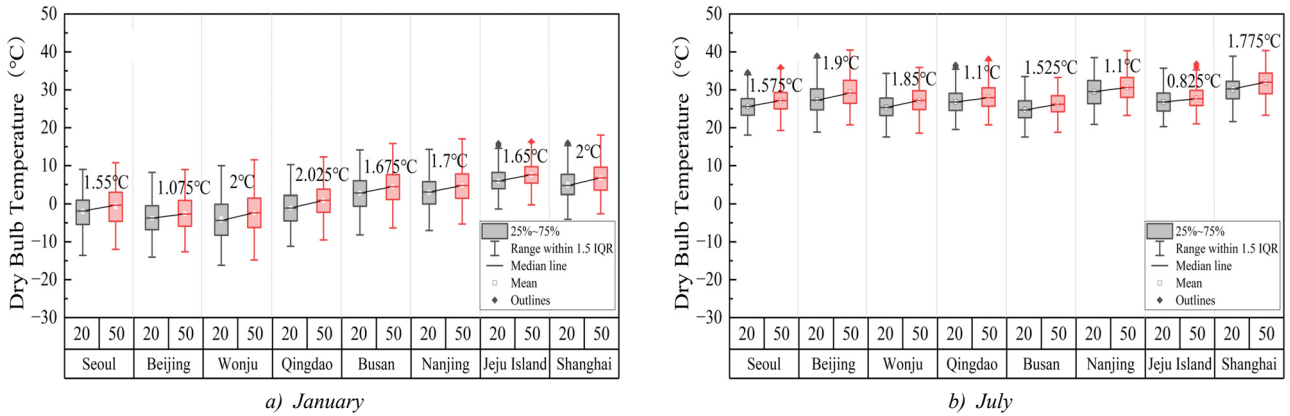 Dry Bulb Temperature (℃)
50
40
30
20
10
0
−10
−20
−30
1.55℃
1.075℃
2℃
2.025℃
1.675℃
1.7℃
1.65℃
2℃
25%~75%
Range within 1.5 IQR
Median line
Mean
Outlines
20 50 20 50 20 50 20 50 20 50 20 50 20 50 20 50
Seoul Beijing Wonju Qingdao Busan Nanjing Jeju Island Shanghai
a) January
Dry Bulb Temperature (℃)
50
40
30
20
10
0
−10
−20
−30
1.575℃
1.9℃
1.85℃
1.1℃
1.525℃
1.1℃
0.825℃
1.775℃
25%~75%
Range within 1.5 IQR
Median line
Mean
Outlines
20 50 20 50 20 50 20 50 20 50 20 50 20 50 20 50
Seoul Beijing Wonju Qingdao Busan Nanjing Jeju Island Shanghai
b) July